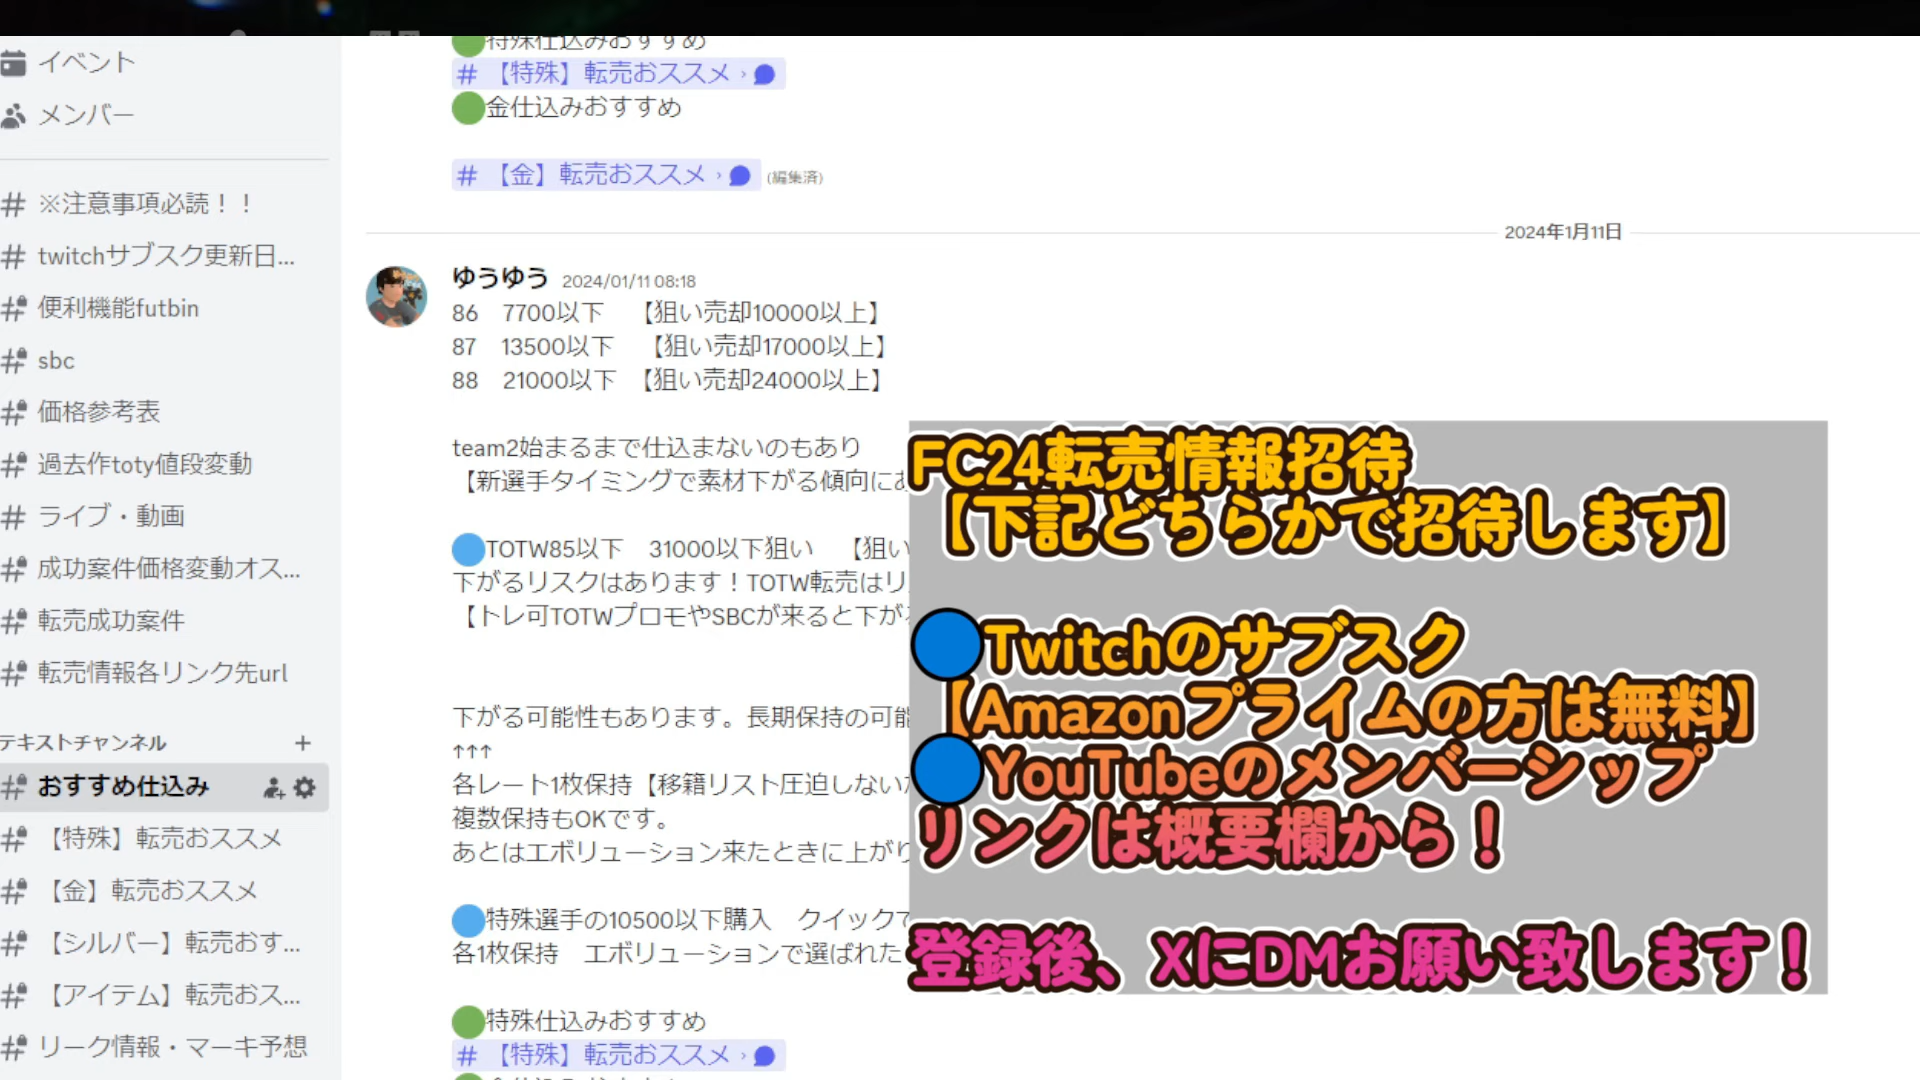 イベント
メンバー
※注意事項必読！！
twitchサブスク更新日...
便利機能futbin
sbc
価格参考表
過去作toty値段変動
ライブ・動画
成功案件価格変動オス...
転売成功案件
転売情報各リンク先url
テキストチャンネル
おすすめ仕込み
【特殊】転売おススメ
【金】転売おススメ
【シルバー】転売おす...
【アイテム】転売おス...
リーク情報・マーキ予想
特殊仕込みおすすめ
# 【特殊】転売おススメ ›
金仕込みおすすめ
# 【金】転売おススメ › (編集済)
2024年1月11日
ゆうゆう 2024/01/11 08:18
86 7700以下 【狙い売却10000以上】
87 13500以下 【狙い売却17000以上】
88 21000以下 【狙い売却24000以上】
team2始まるまで仕込まないのもあり
【新選手タイミングで素材下がる傾向にあ
TOTW85以下 31000以下狙い 【狙い
下がるリスクはあります！TOTW転売はリ
【トレ可TOTWプロモやSBCが来ると下が
下がる可能性もあります。長期保持の可能
↑↑↑
各レート1枚保持【移籍リスト圧迫しない
複数保持もOKです。
あとはエボリューション来たときに上がり
特殊選手の10500以下購入 クイックで
各1枚保持 エボリューションで選ばれた
特殊仕込みおすすめ
# 【特殊】転売おススメ ›
FC24転売情報招待
【下記どちらかで招待します】
Twitchのサブスク
【Amazonプライムの方は無料】
YouTubeのメンバーシップ
リンクは概要欄から！
登録後、XにDMお願い致します！